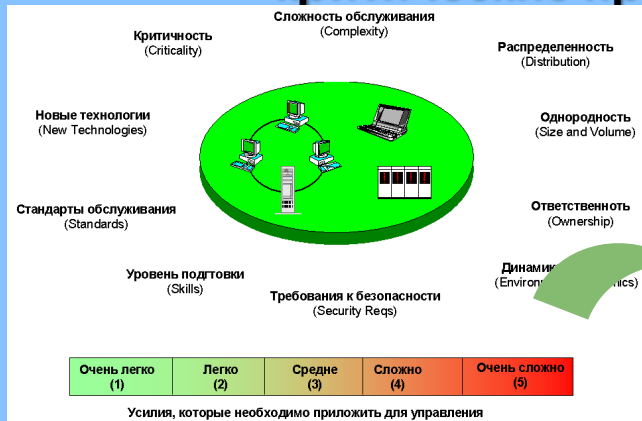 Сложность обслуживания
(Complexity)
Критичность
(Criticality)
Распределенность
(Distribution)
Новые технологии
(New Technologies)
Однородность
(Size and Volume)
Стандарты обслуживания
(Standards)
Ответственноть
(Ownership)
Уровень подгтовки
(Skills)
Требования к безопасности
(Security Reqs)
Очень легко
(1)
Легко
(2)
Средне
(3)
Сложно
(4)
Очень сложно
(5)
Усилия, которые необходимо приложить для управления